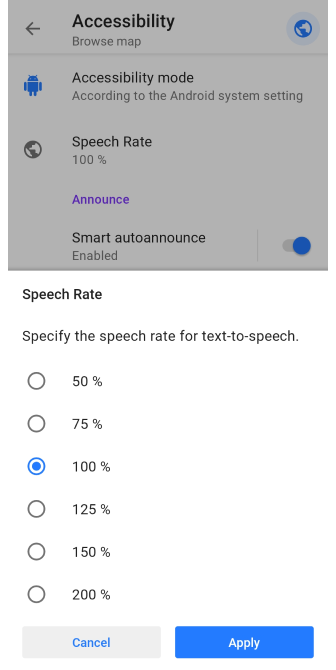 Accessibility
Browse map
Accessibility mode
According to the Android system setting
Speech Rate
100 %
Announce
Smart autoannounce
Enabled
Speech Rate
Specify the speech rate for text-to-speech.
50 %
75 %
100 %
125 %
150 %
200 %
Cancel
Apply